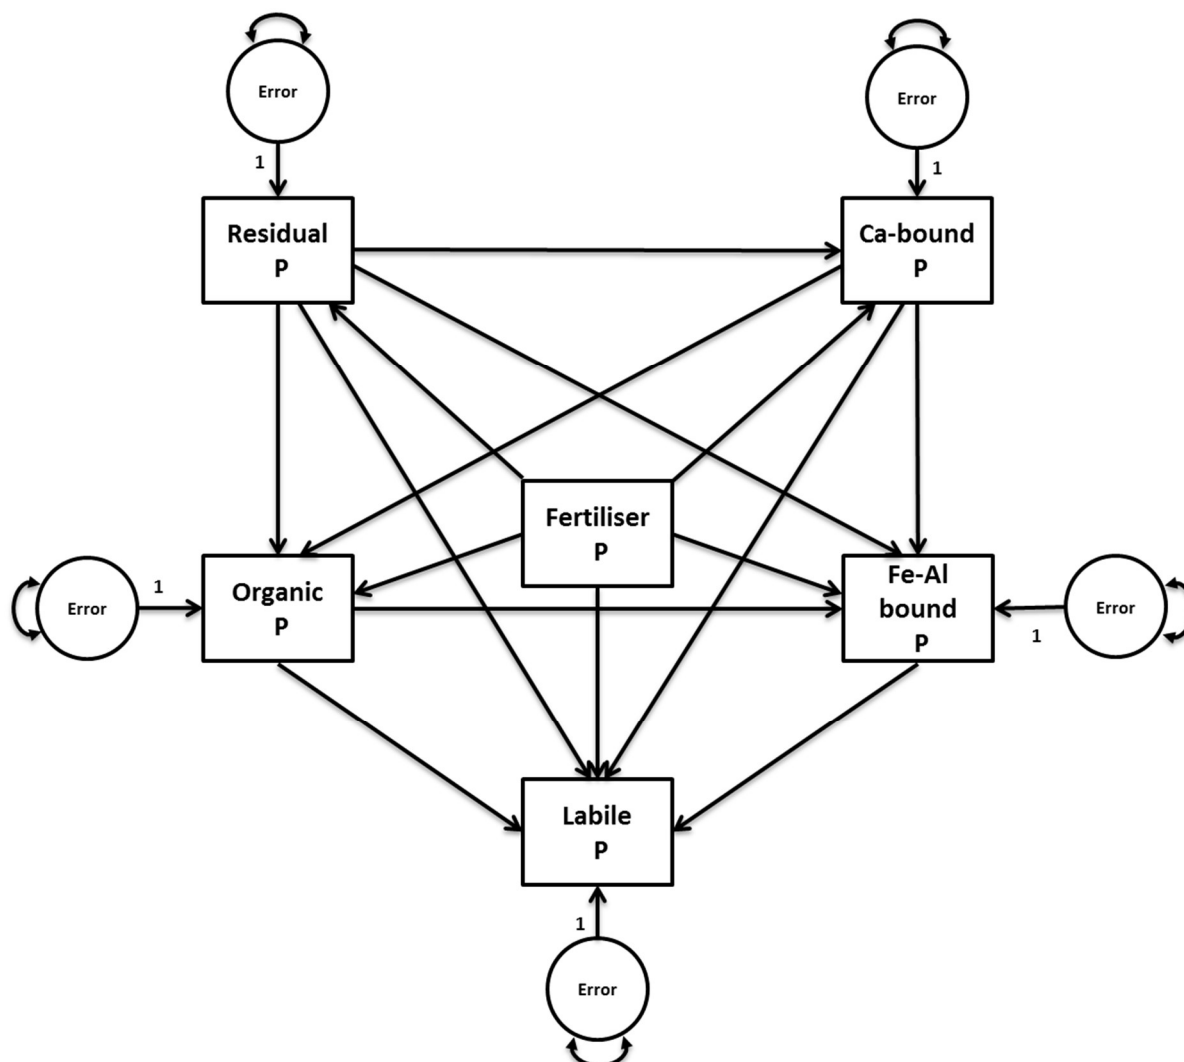 Error
Error
1
1
Residual
P
Ca-bound
P
Fertiliser
P
Error
1
Organic
P
Fe-Al
bound
P
1
Error
Labile
P
1
Error